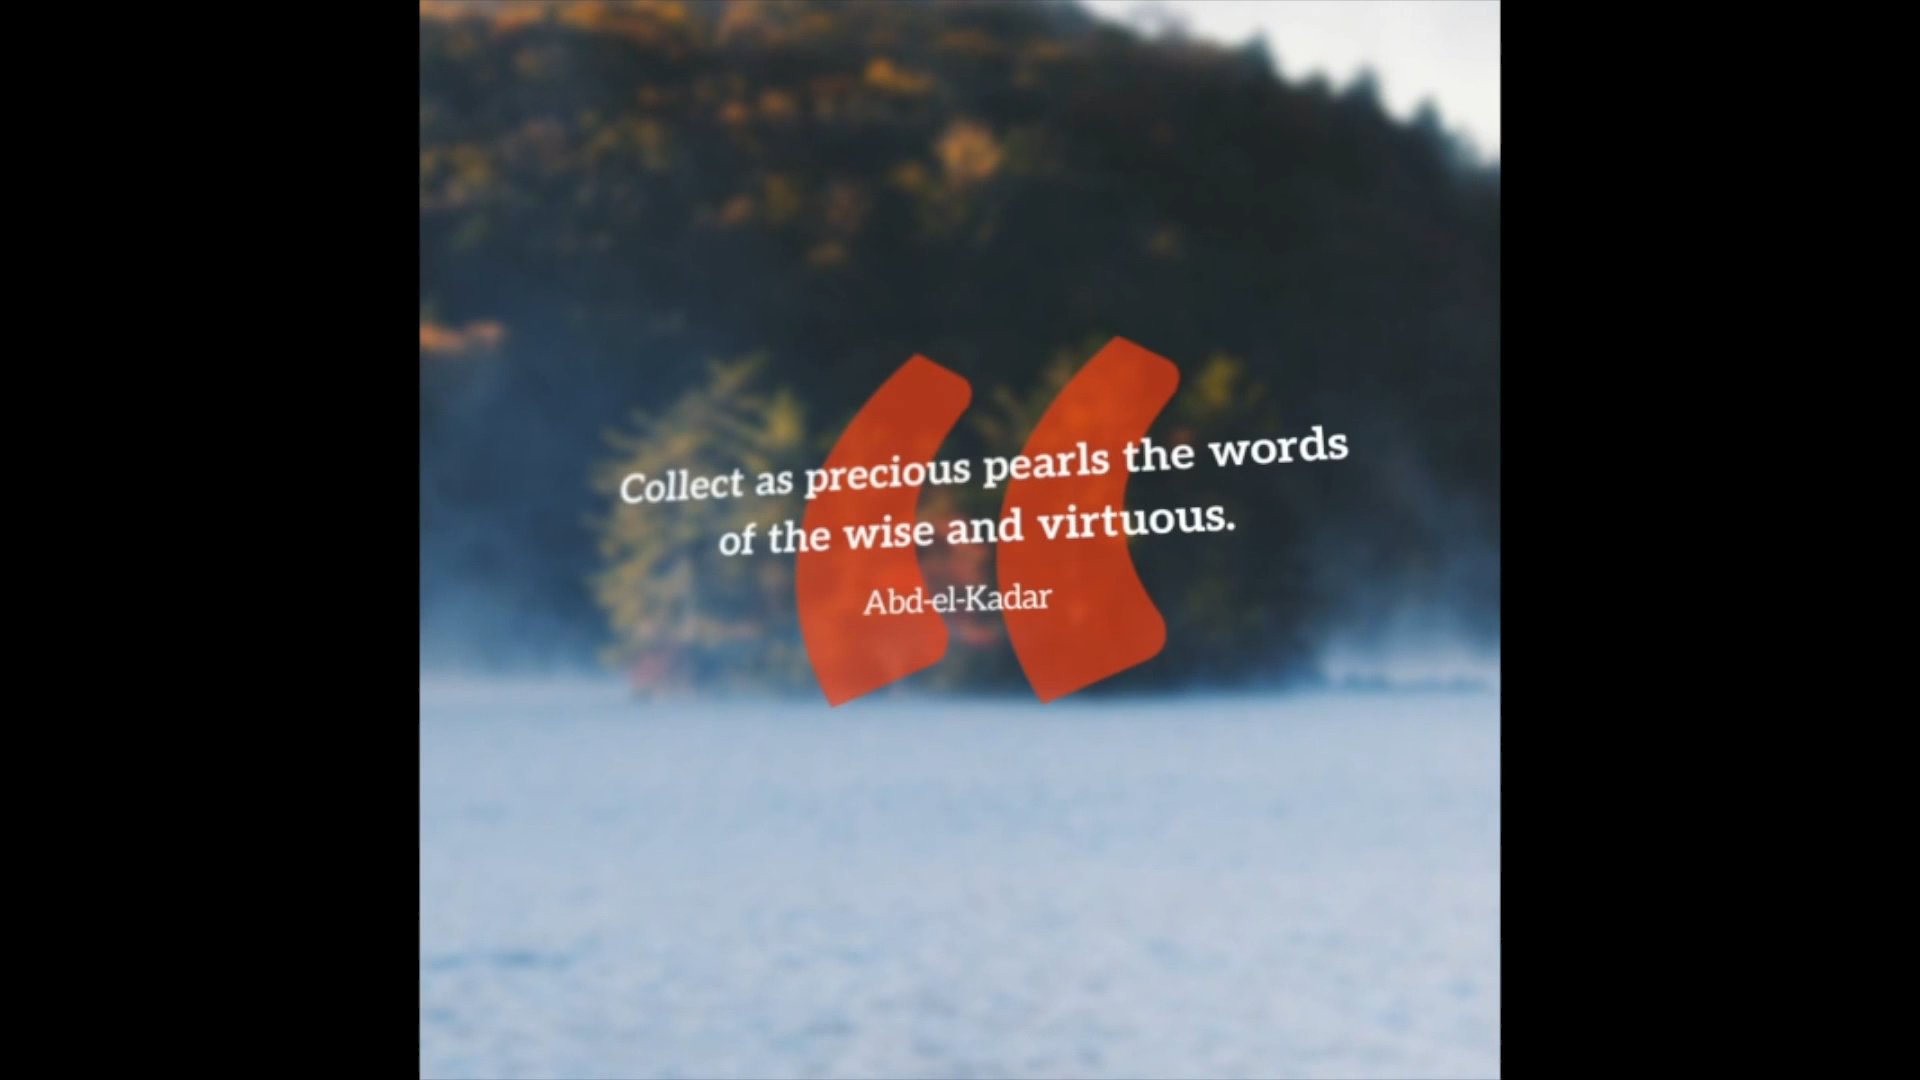 Collect as precious pearls the words
of the wise and virtuous.
Abd-el-Kadar